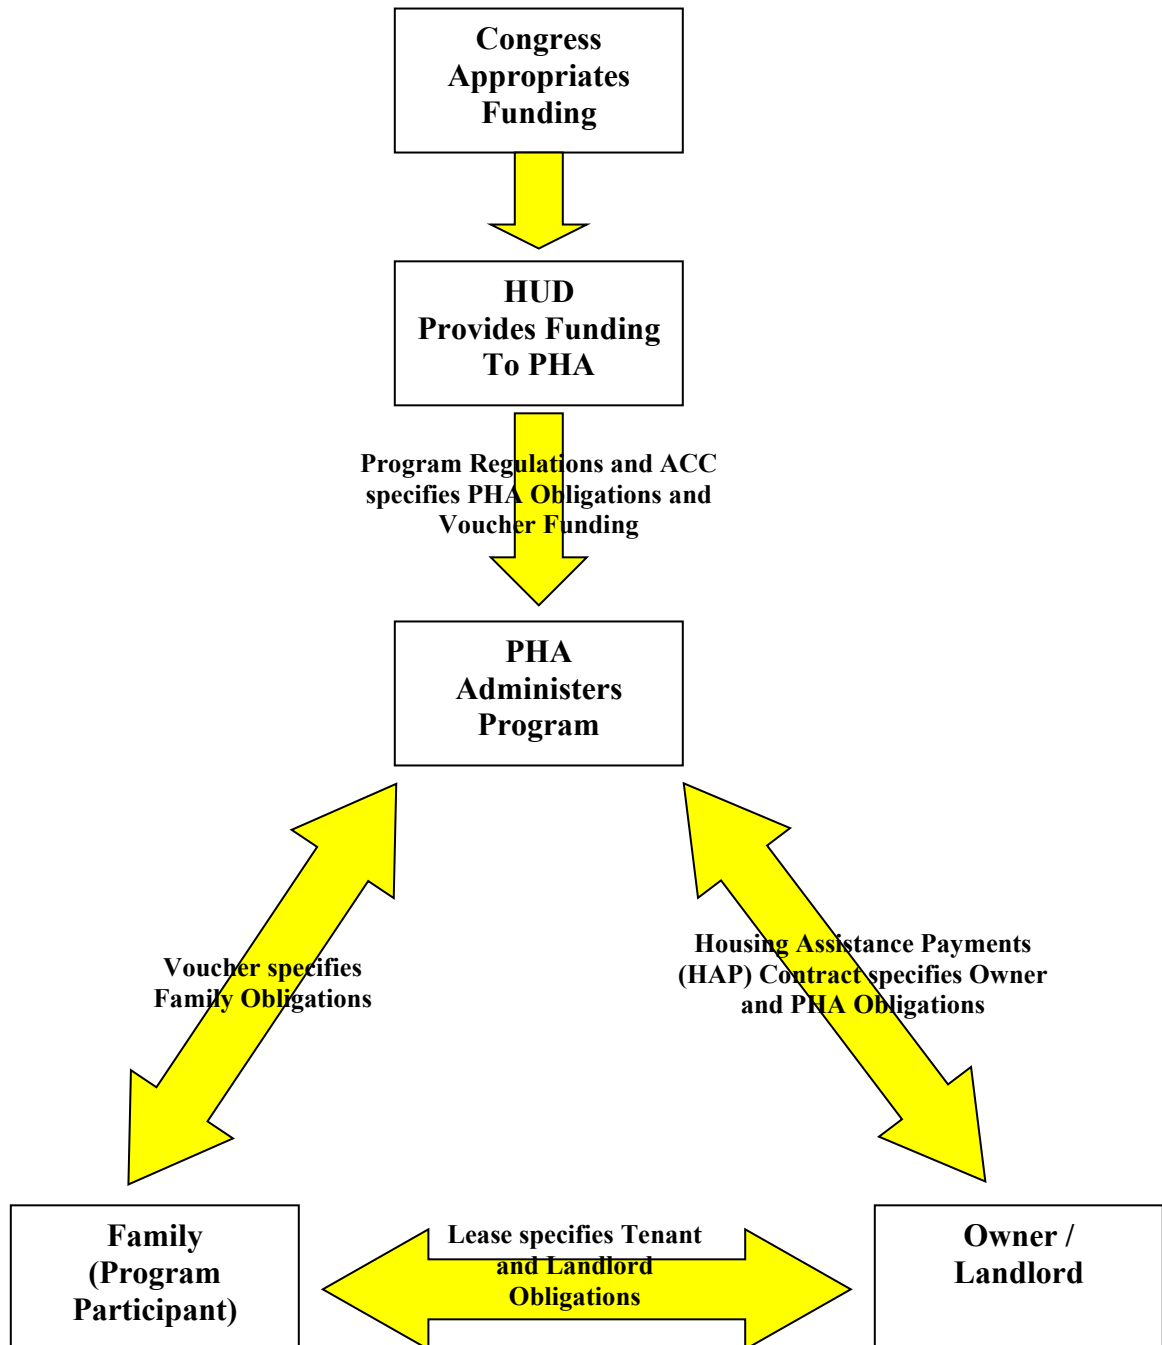 Congress
Appropriates
Funding
HUD
Provides Funding
To PHA
Program Regulations and ACC
specifies PHA Obligations and
Voucher Funding
PHA
Administers
Program
Voucher specifies
Family Obligations
Housing Assistance Payments
(HAP) Contract specifies Owner
and PHA Obligations
Family
(Program
Participant)
Lease specifies Tenant
and Landlord
Obligations
Owner /
Landlord